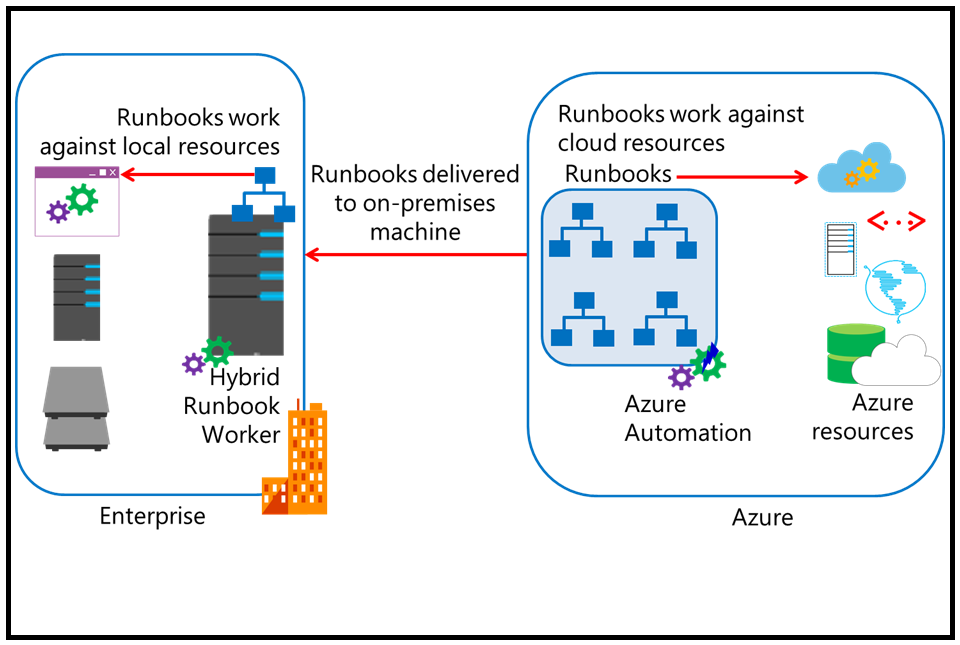 Runbooks work
against local resources
Hybrid
Runbook
Worker
Enterprise
Runbooks delivered
to on-premises
machine
Runbooks work against
cloud resources
Runbooks
Azure
Automation
Azure
resources
Azure